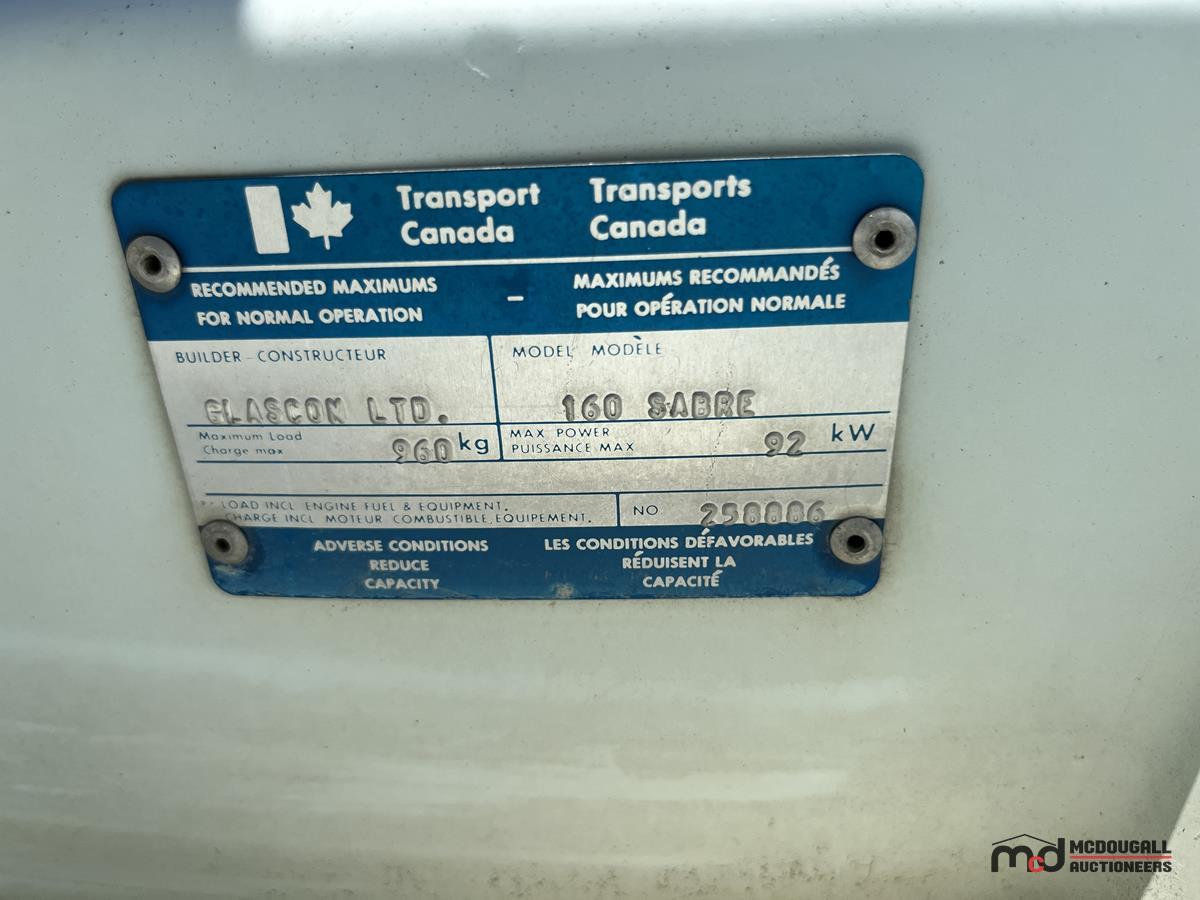 Transport Canada
Transports Canada
RECOMMENDED MAXIMUMS
FOR NORMAL OPERATION
-
MAXIMUMS RECOMMANDÉS
POUR OPÉRATION NORMALE
BUILDER - CONSTRUCTEUR
GLASCON LTD.
MODEL MODÈLE
160 SABRE
Maximum Load
Charge max
960 kg
MAX POWER
PUISSANCE MAX
92 kW
LOAD INCL ENGINE FUEL & EQUIPMENT.
CHARGE INCL MOTEUR COMBUSTIBLE, EQUIPEMENT.
NO 258886
ADVERSE CONDITIONS
REDUCE
CAPACITY
LES CONDITIONS DÉFAVORABLES
RÉDUISENT LA
CAPACITÉ
mcd MCDOUGALL
AUCTIONEERS